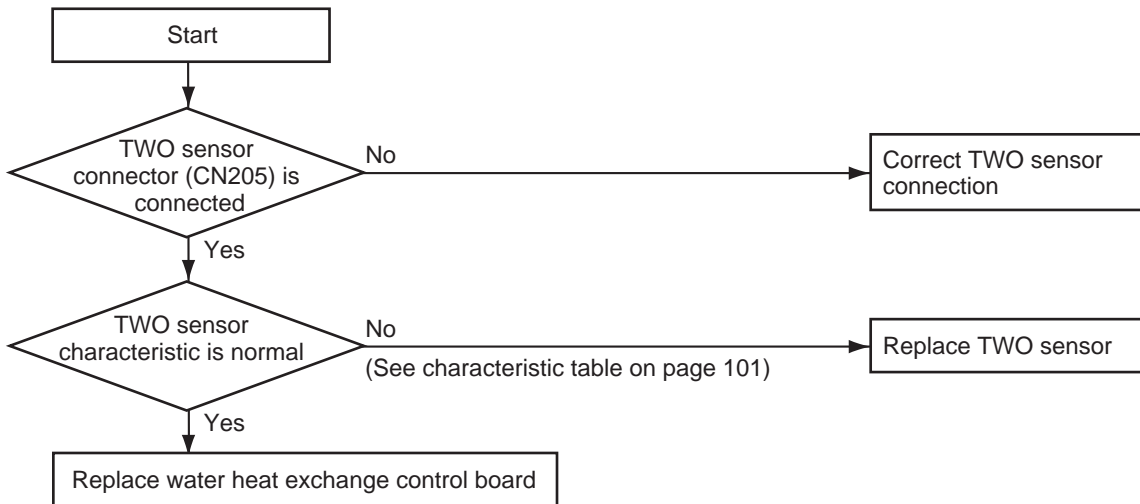 Start
TWO sensor
connector (CN205) is
connected
No
Correct TWO sensor
connection
Yes
TWO sensor
characteristic is normal
No
(See characteristic table on page 101)
Replace TWO sensor
Yes
Replace water heat exchange control board